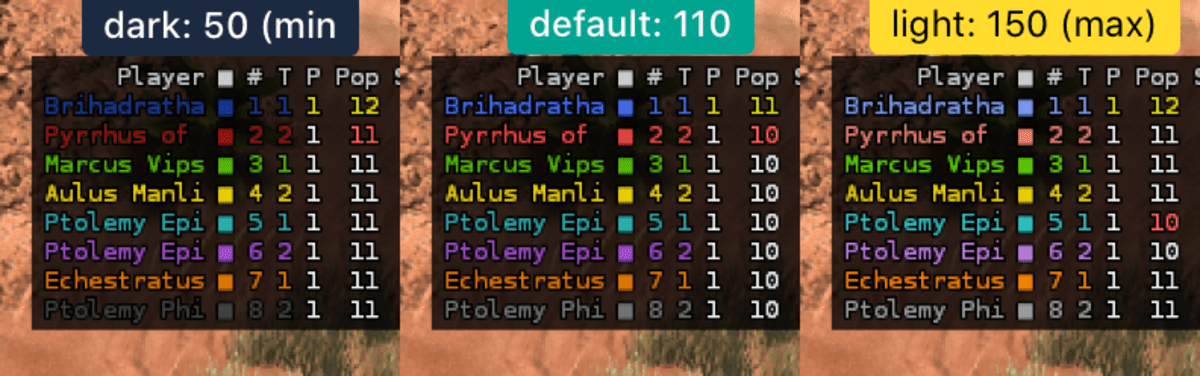 dark: 50 (min
Player ■ # T P Pop
Brihadratha ■ 1 1 1 12
Pyrrhus of ■ 2 2 1 11
Marcus Vips ■ 3 1 1 11
Aulus Manli ■ 4 2 1 11
Ptolemy Epi ■ 5 1 1 11
Ptolemy Epi ■ 6 2 1 11
Echestratus ■ 7 1 1 11
Ptolemy Phi ■ 8 2 1 11
default: 110
Player ■ # T P Pop
Brihadratha ■ 1 1 1 11
Pyrrhus of ■ 2 2 1 10
Marcus Vips ■ 3 1 1 10
Aulus Manli ■ 4 2 1 10
Ptolemy Epi ■ 5 1 1 10
Ptolemy Epi ■ 6 2 1 10
Echestratus ■ 7 1 1 10
Ptolemy Phi ■ 8 2 1 10
light: 150 (max)
Player ■ # T P Pop
Brihadratha ■ 1 1 1 12
Pyrrhus of ■ 2 2 1 11
Marcus Vips ■ 3 1 1 11
Aulus Manli ■ 4 2 1 11
Ptolemy Epi ■ 5 1 1 10
Ptolemy Epi ■ 6 2 1 10
Echestratus ■ 7 1 1 11
Ptolemy Phi ■ 8 2 1 11